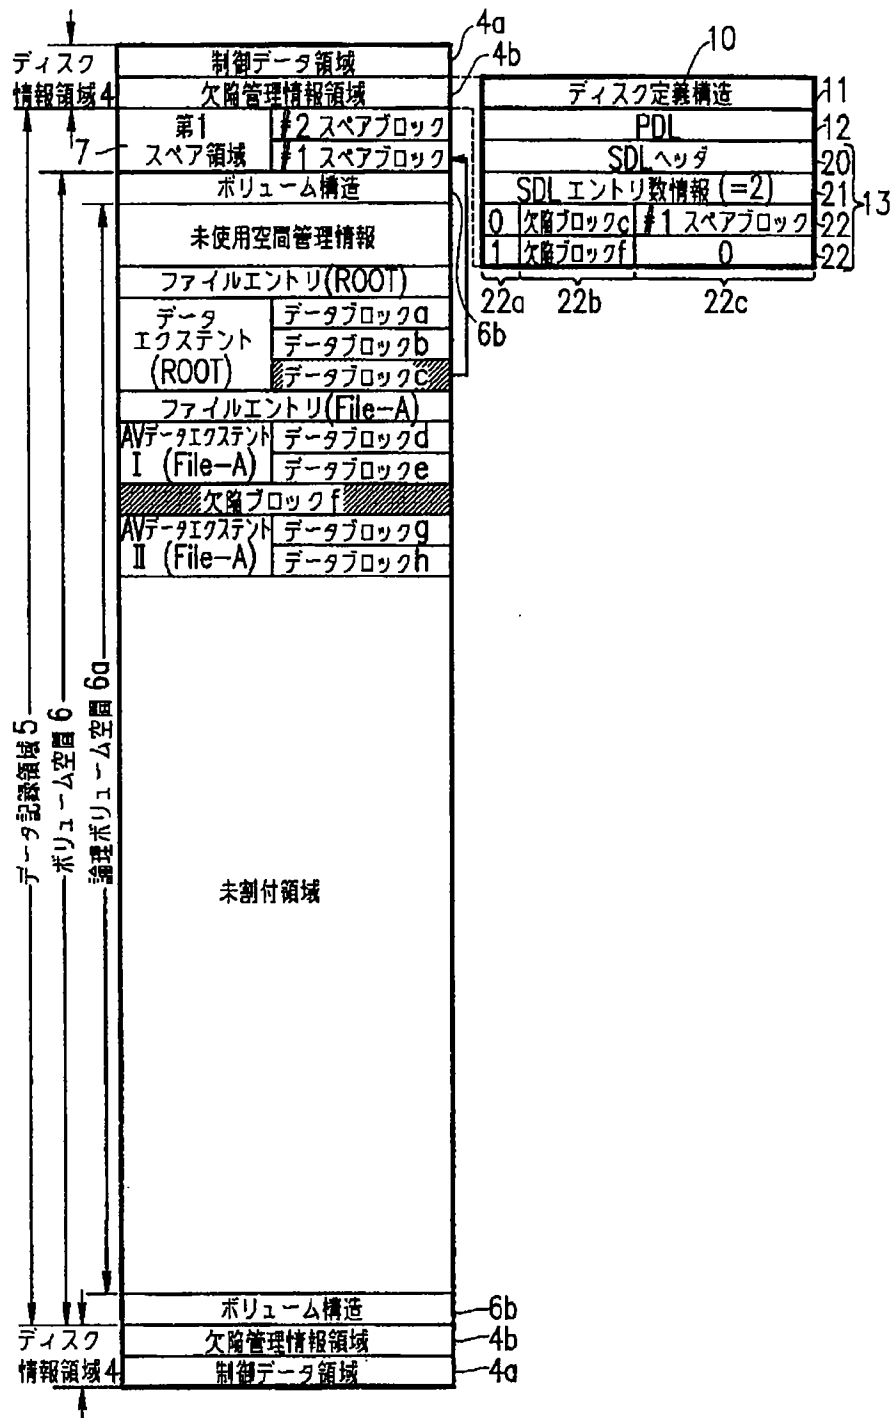 4a
ディスク
情報領域4
制御データ領域
4b
欠陥管理情報領域
10
ディスク定義構造
11
PDL
12
SDLヘッダ
20
SDLエントリ数情報(=2)
21
13
0
欠陥ブロックc
#1 スペアブロック
22
1
欠陥ブロックf
0
22
22a
22b
22c
7
第1
スペア領域
#2 スペアブロック
#1 スペアブロック
ボリューム構造
6b
未使用空間管理情報
ファイルエントリ(ROOT)
データ
エクステント
(ROOT)
データブロックa
データブロックb
データブロックc
ファイルエントリ(File-A)
AVデータエクステント
I (File-A)
データブロックd
データブロックe
欠陥ブロックf
AVデータエクステント
II (File-A)
データブロックg
データブロックh
データ記録領域5
ボリューム空間6
論理ボリューム空間6a
未割付領域
ボリューム構造
6b
ディスク
情報領域4
欠陥管理情報領域
4b
制御データ領域
4a